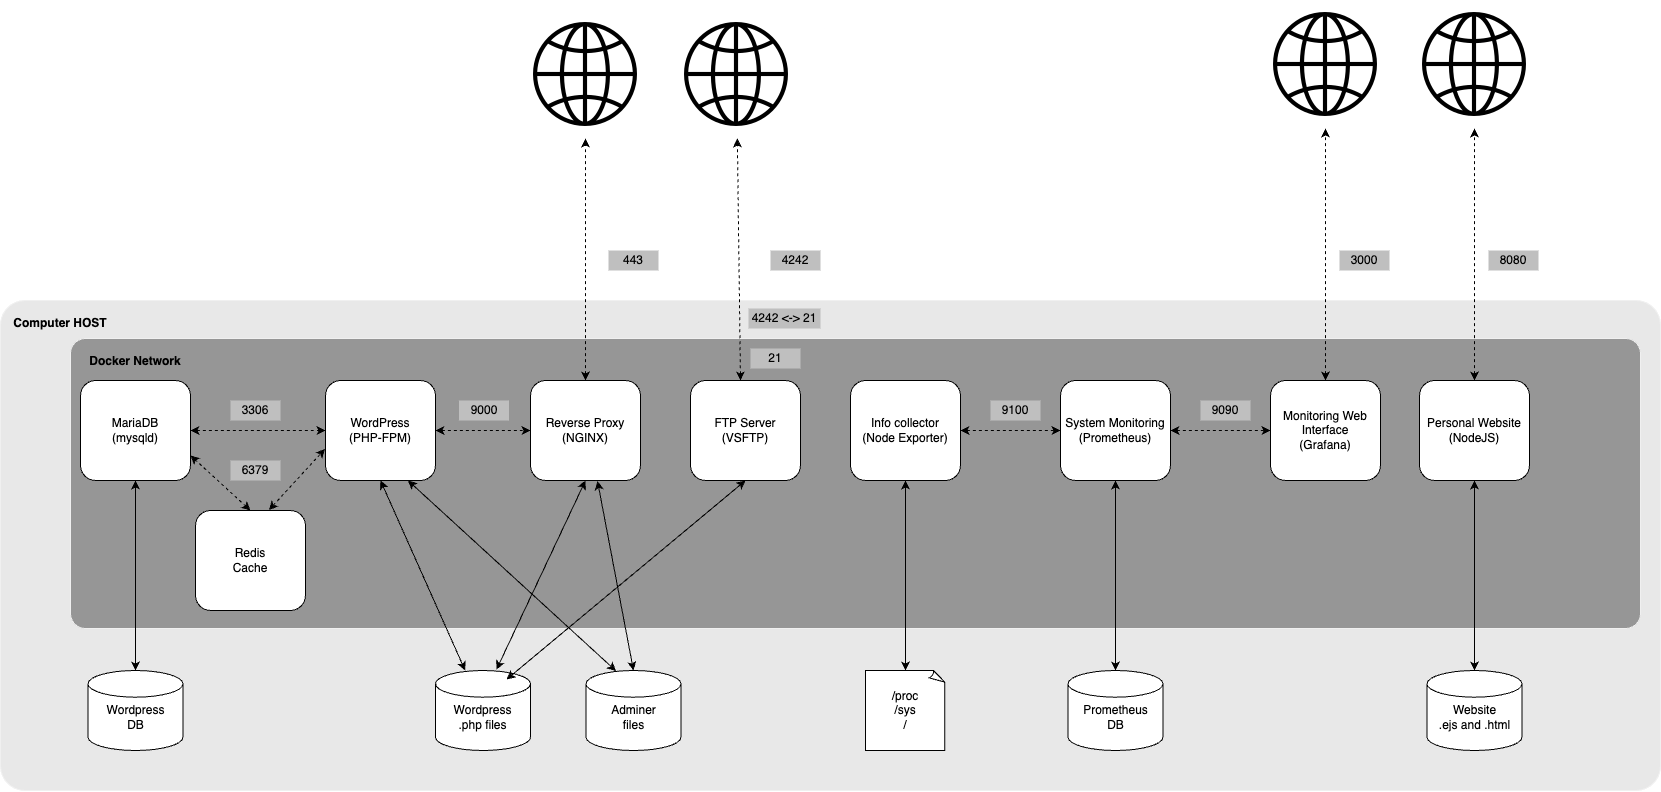 443
4242
3000
8080
Computer HOST
4242 <-> 21
Docker Network
21
MariaDB
(mysqld)
3306
WordPress
(PHP-FPM)
9000
Reverse Proxy
(NGINX)
FTP Server
(VSFTP)
Info collector
(Node Exporter)
9100
System Monitoring
(Prometheus)
9090
Monitoring Web
Interface
(Grafana)
Personal Website
(NodeJS)
6379
Redis
Cache
Wordpress
DB
Wordpress
.php files
Adminer
files
/proc
/sys
/
Prometheus
DB
Website
.ejs and .html